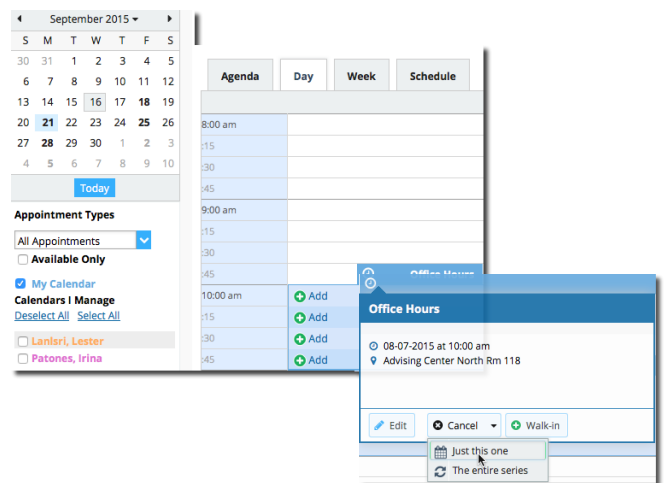 September 2015
S M T W T F S
30 31 1 2 3 4 5
6 7 8 9 10 11 12
13 14 15 16 17 18 19
20 21 22 23 24 25 26
27 28 29 30 1 2 3
4 5 6 7 8 9 10
Today
Appointment Types
All Appointments
Available Only
My Calendar
Calendars I Manage
Deselect All Select All
Lanisri, Lester
Patones, Irina
Agenda Day Week Schedule
8:00 am
:15
:30
:45
9:00 am
:15
:30
:45 Office Hours
10:00 am Add
:15 Add
:30 Add
:45 Add
Office Hours
08-07-2015 at 10:00 am
Advising Center North Rm 118
Edit Cancel Walk-in
Just this one
The entire series